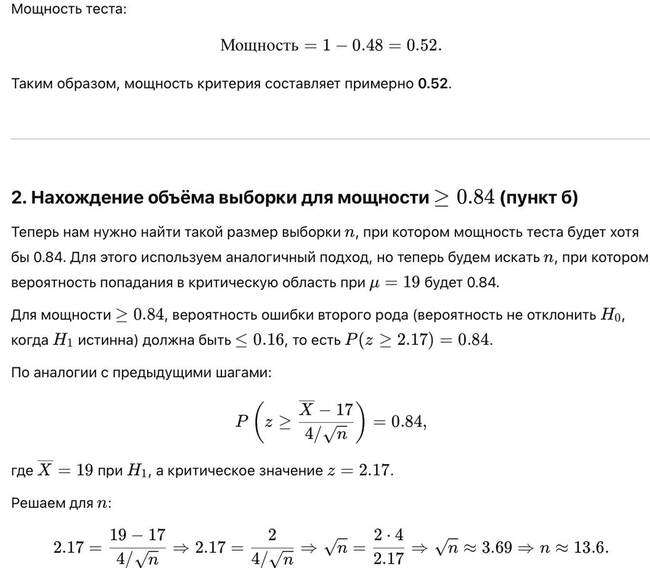 Мощность теста:
Мощность = 1 − 0.48 = 0.52.
Таким образом, мощность критерия составляет примерно 0.52.
2. Нахождение объёма выборки для мощности ≥ 0.84 (пункт б)
Теперь нам нужно найти такой размер выборки n, при котором мощность теста будет хотя
бы 0.84. Для этого используем аналогичный подход, но теперь будем искать n, при котором
вероятность попадания в критическую область при μ = 19 будет 0.84.
Для мощности ≥ 0.84, вероятность ошибки второго рода (вероятность не отклонить H₀,
когда H₁ истинна) должна быть ≤ 0.16, то есть P(z ≥ 2.17) = 0.84.
По аналогии с предыдущими шагами:
P(z ≥ (X̅ − 17)/(4/√n)) = 0.84,
где X̅ = 19 при H₁, а критическое значение z = 2.17.
Решаем для n:
2.17 = (19 − 17)/(4/√n) ⇒ 2.17 = 2/(4/√n) ⇒ √n = (2 · 4)/2.17 ⇒ √n ≈ 3.69 ⇒ n ≈ 13.6.